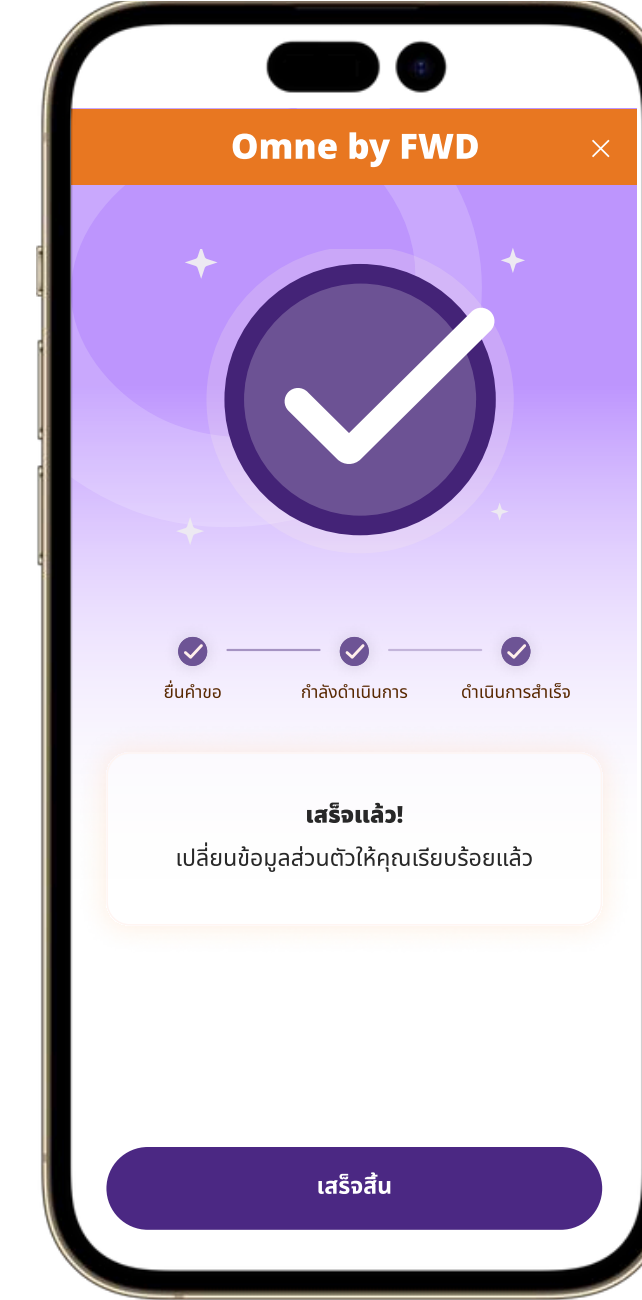 Omne by FWD
ยื่นคำขอ กำลังดำเนินการ ดำเนินการสำเร็จ
เสร็จแล้ว!
เปลี่ยนข้อมูลส่วนตัวให้คุณเรียบร้อยแล้ว
เสร็จสิ้น